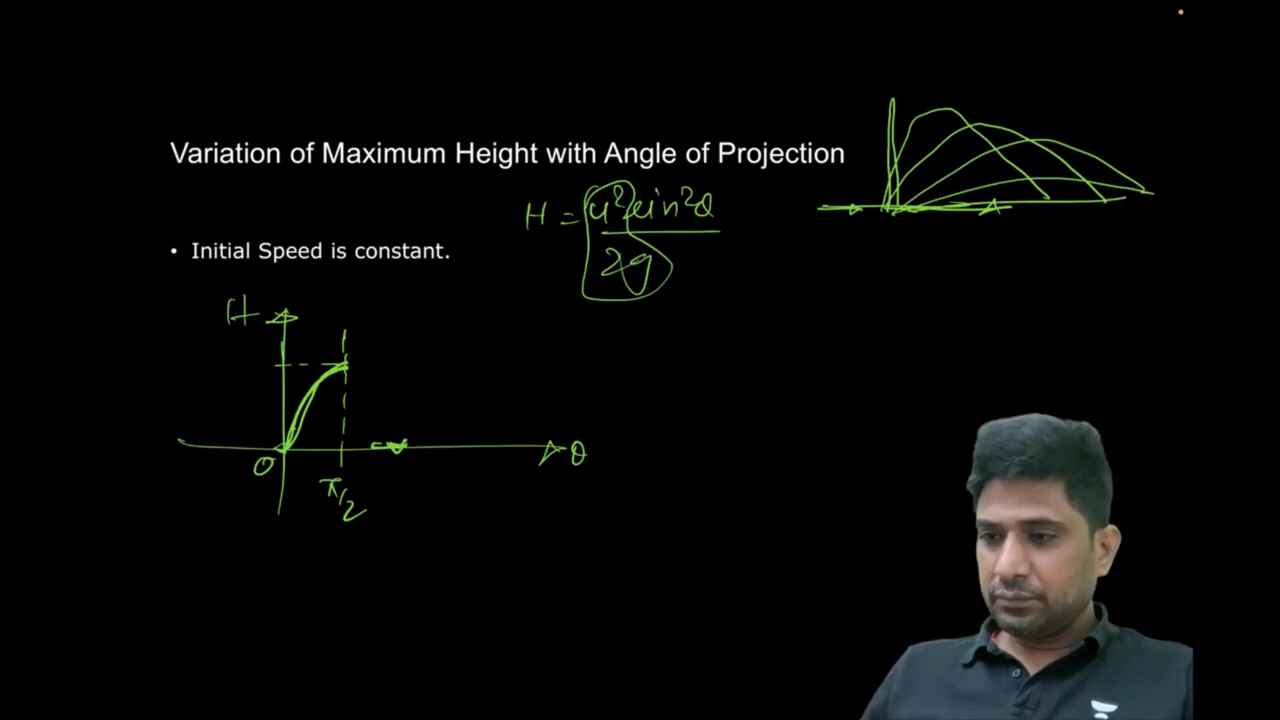 Variation of Maximum Height with Angle of Projection
H = u²sin²θ
2g
• Initial Speed is constant.
H
O
θ
π/2